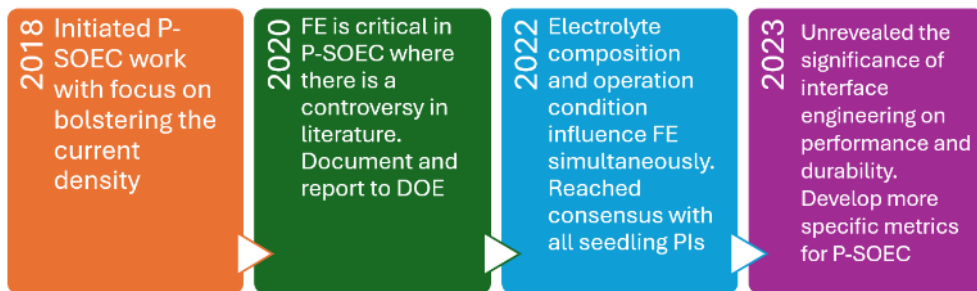 2018
Initiated P-
SOEC work
with focus on
bolstering the
current
density
2020
FE is critical in
P-SOEC where
there is a
controversy in
literature.
Document and
report to DOE
2022
Electrolyte
composition
and operation
condition
influence FE
simultaneously.
Reached
consensus with
all seedling PIs
2023
Unrevealed the
significance of
interface
engineering on
performance and
durability.
Develop more
specific metrics
for P-SOEC